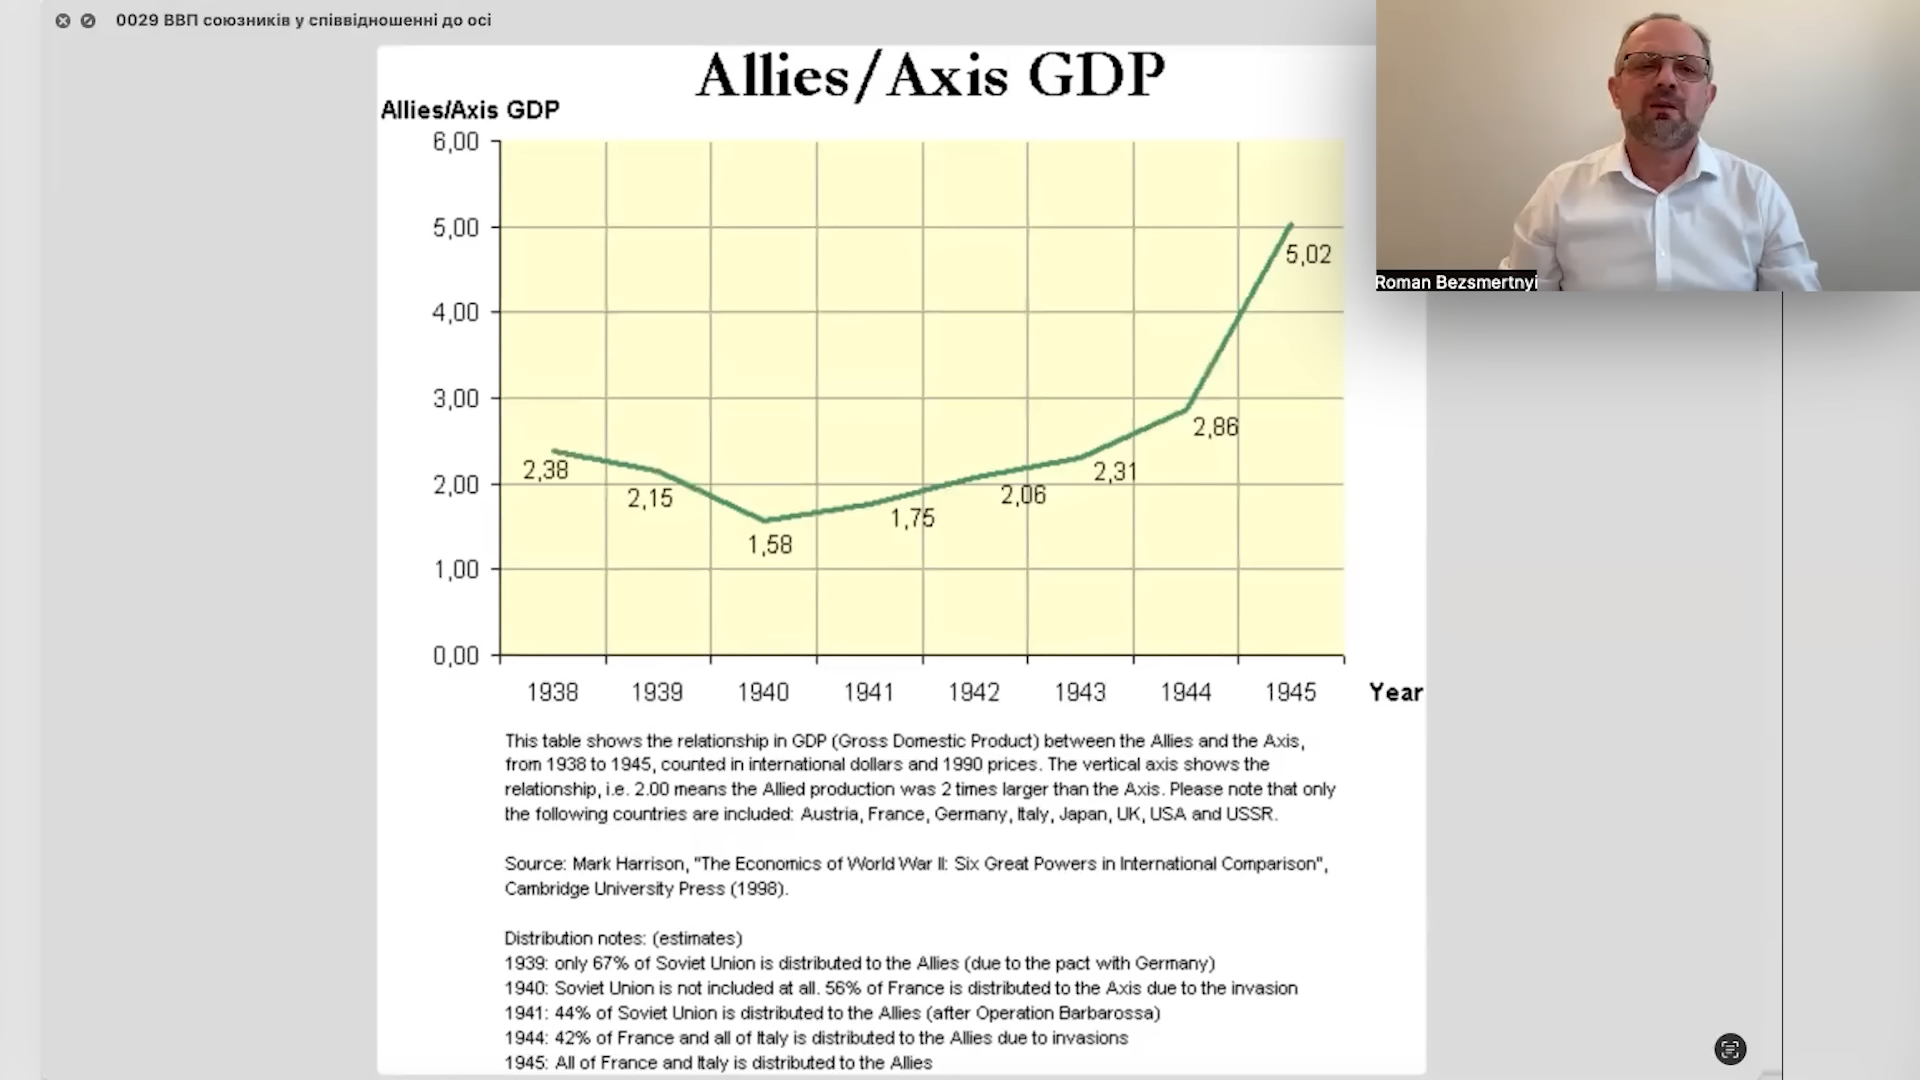 0029 ВВП союзників у співвідношенні до осі
Allies/Axis GDP
Allies/Axis GDP
6,00
5,00
4,00
3,00
2,00
1,00
0,00
2,38
2,15
1,58
1,75
2,06
2,31
2,86
5,02
1938 1939 1940 1941 1942 1943 1944 1945 Year
Roman Bezsmertnyi
This table shows the relationship in GDP (Gross Domestic Product) between the Allies and the Axis,
from 1938 to 1945, counted in international dollars and 1990 prices. The vertical axis shows the
relationship, i.e. 2.00 means the Allied production was 2 times larger than the Axis. Please note that only
the following countries are included: Austria, France, Germany, Italy, Japan, UK, USA and USSR.
Source: Mark Harrison, "The Economics of World War II: Six Great Powers in International Comparison",
Cambridge University Press (1998).
Distribution notes: (estimates)
1939: only 67% of Soviet Union is distributed to the Allies (due to the pact with Germany)
1940: Soviet Union is not included at all. 56% of France is distributed to the Axis due to the invasion
1941: 44% of Soviet Union is distributed to the Allies (after Operation Barbarossa)
1944: 42% of France and all of Italy is distributed to the Allies due to invasions
1945: All of France and Italy is distributed to the Allies